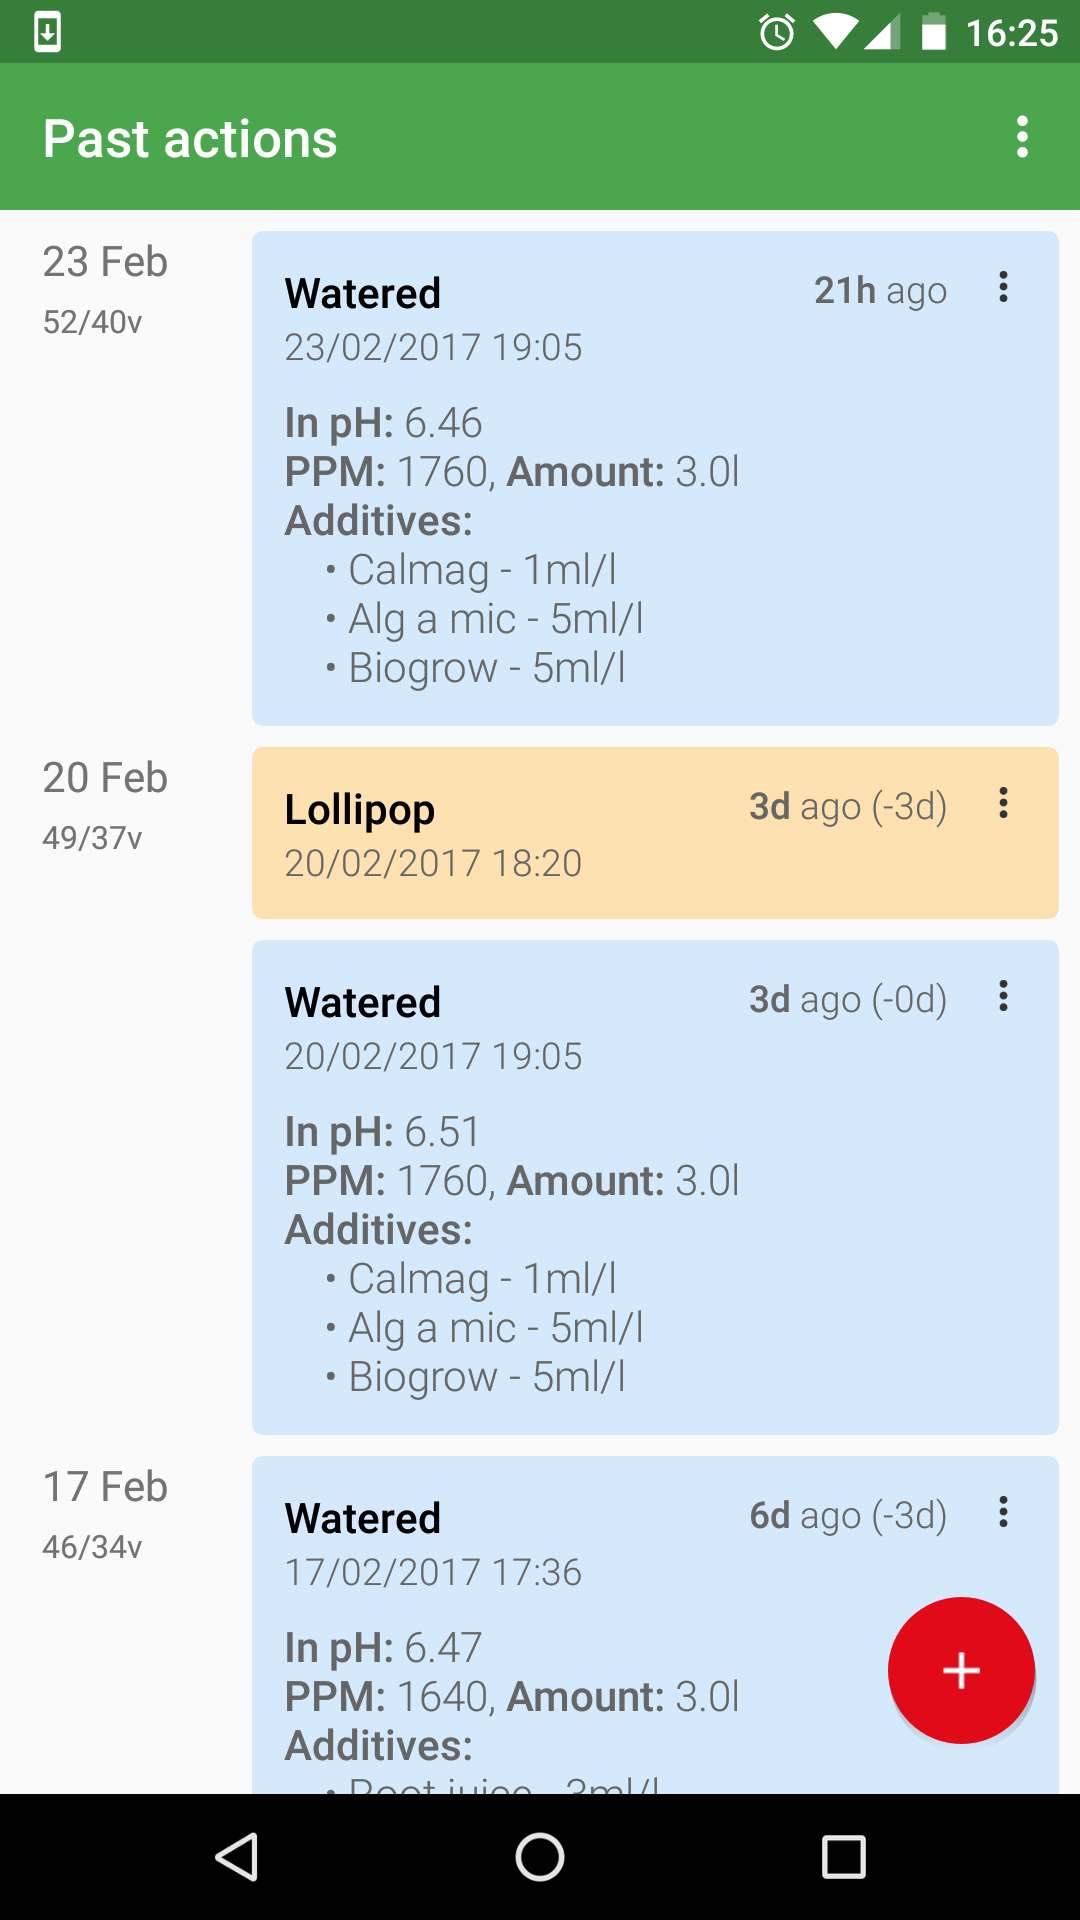 16:25
Past actions
23 Feb
52/40v
Watered
21h ago
23/02/2017 19:05
In pH: 6.46
PPM: 1760, Amount: 3.0l
Additives:
• Calmag - 1ml/l
• Alg a mic - 5ml/l
• Biogrow - 5ml/l
20 Feb
49/37v
Lollipop
3d ago (-3d)
20/02/2017 18:20
Watered
3d ago (-0d)
20/02/2017 19:05
In pH: 6.51
PPM: 1760, Amount: 3.0l
Additives:
• Calmag - 1ml/l
• Alg a mic - 5ml/l
• Biogrow - 5ml/l
17 Feb
46/34v
Watered
6d ago (-3d)
17/02/2017 17:36
In pH: 6.47
PPM: 1640, Amount: 3.0l
Additives:
• Root juice - 3ml/l